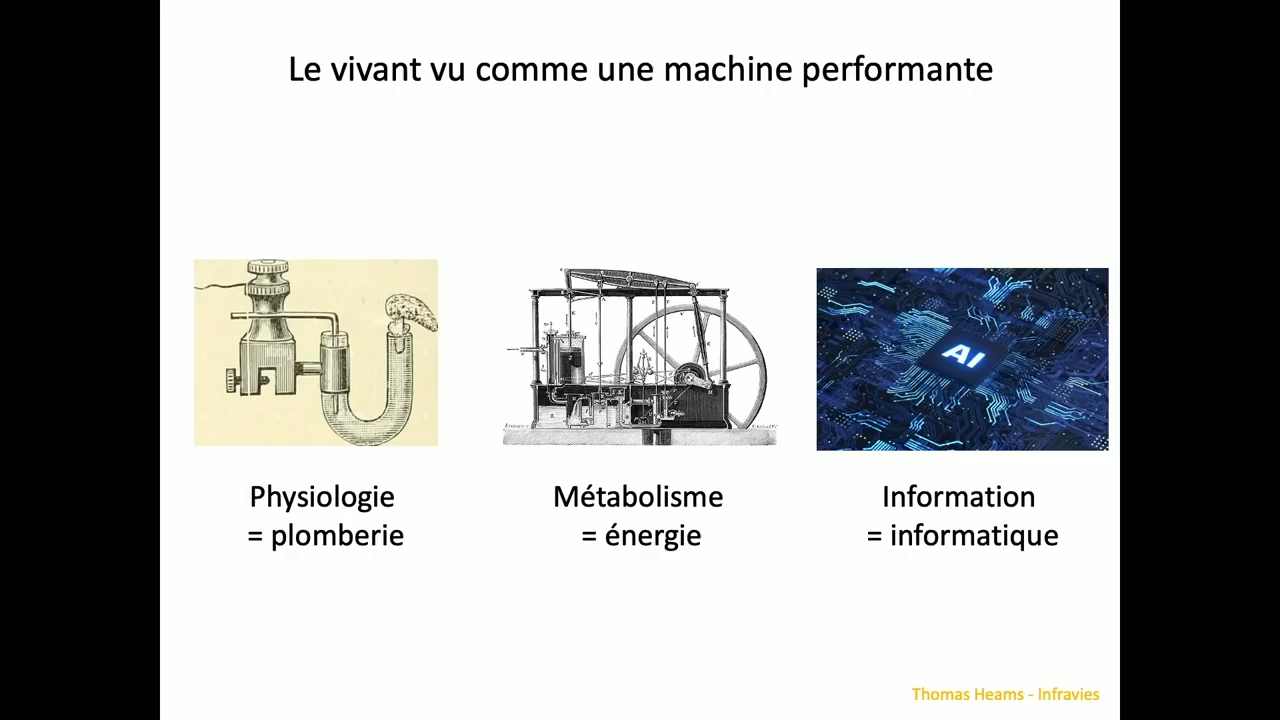 Le vivant vu comme une machine performante
AI
Physiologie
= plomberie
Métabolisme
= énergie
Information
= informatique
Thomas Heams - Infravies